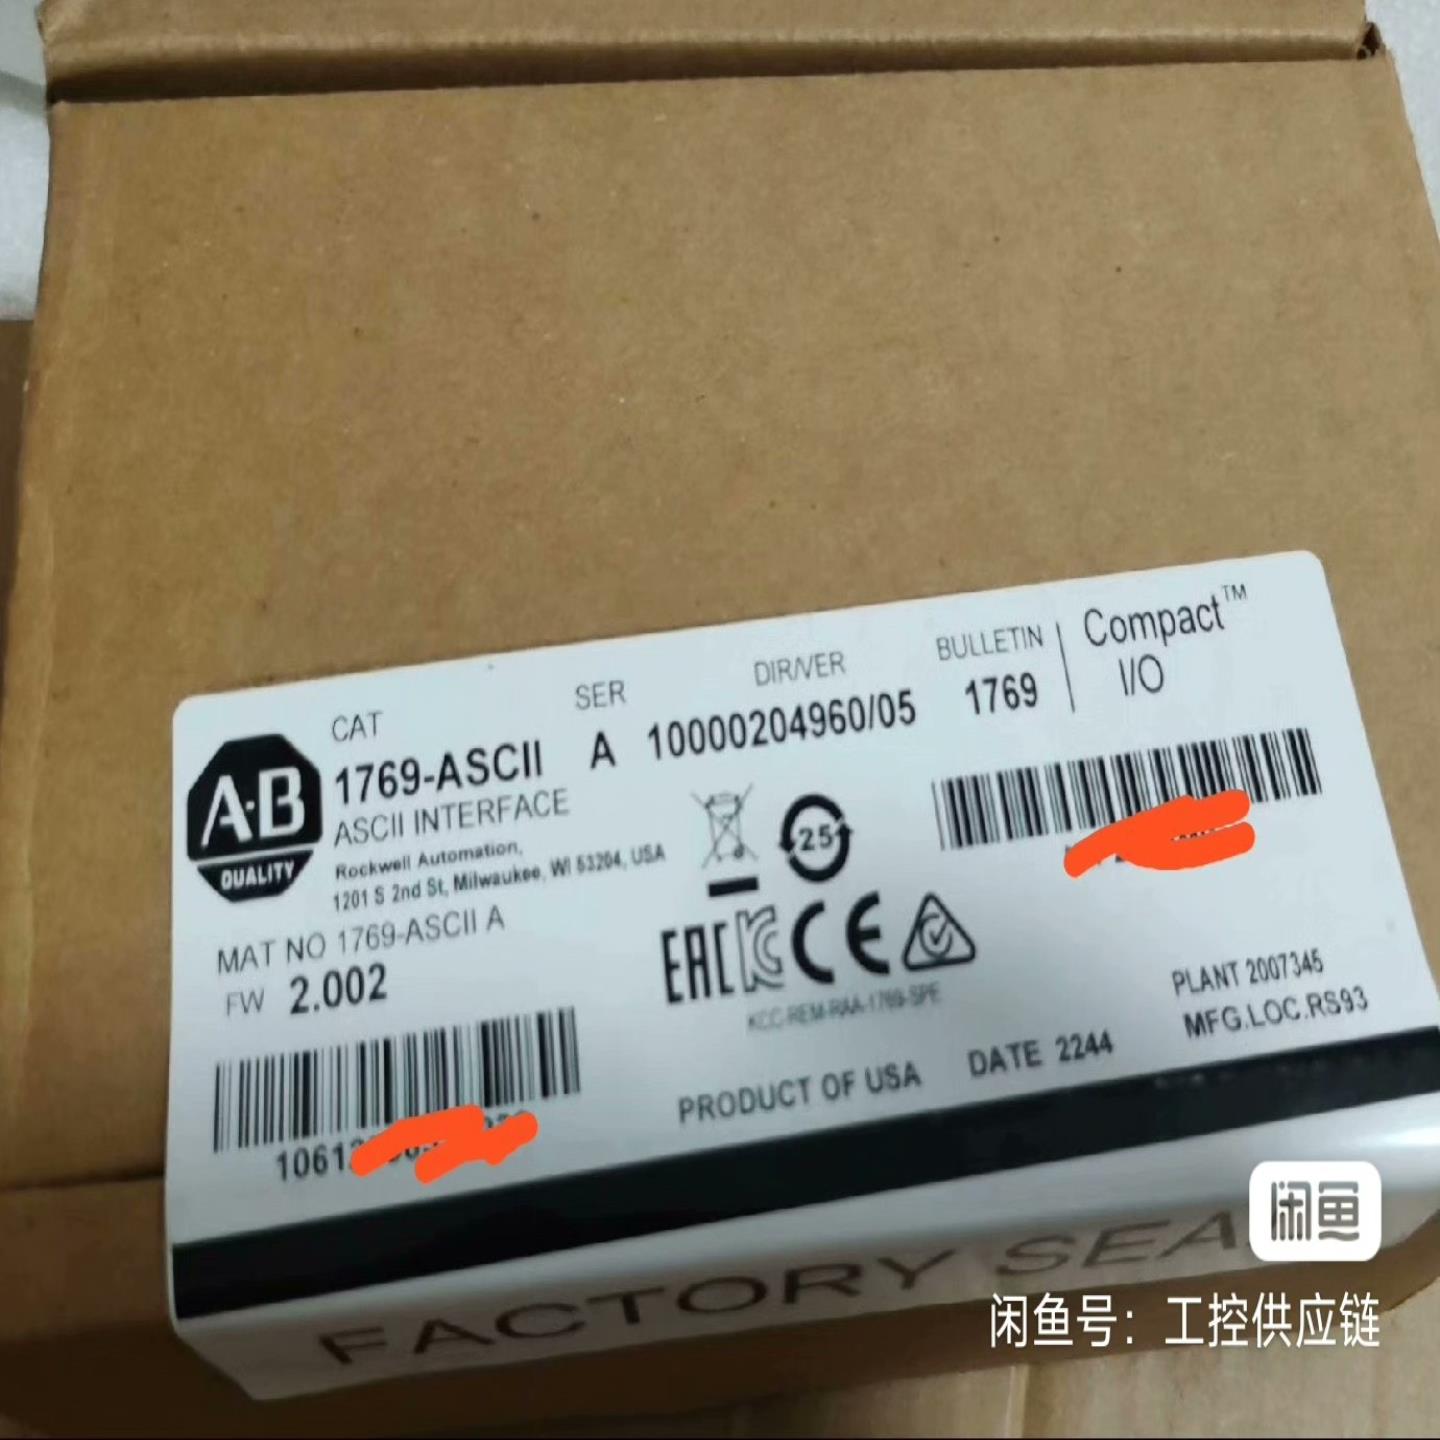 CAT
SER
DIR/VER
BULLETIN
Compact™
I/O
1769-ASCII A 10000204960/05 1769
ASCII INTERFACE
Rockwell Automation,
1201 S 2nd St, Milwaukee, WI 53204, USA
A·B
QUALITY
25
MAT NO 1769-ASCII A
FW 2.002
EAC
CE
KCC-REM-RAA-1769-SPE
PLANT 2007345
MFG.LOC.RS93
PRODUCT OF USA DATE 2244
FACTORY SEA
闲鱼
闲鱼号：工控供应链